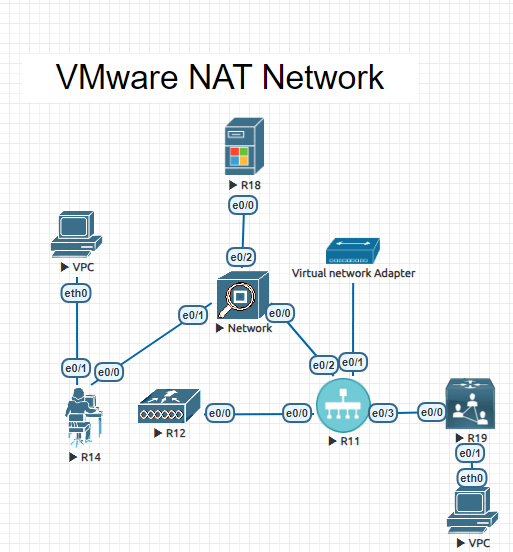 VMware NAT Network
R18
e0/0
VPC
eth0
e0/2
Virtual network Adapter
e0/1
Network
e0/0
e0/1
e0/0
e0/2
e0/1
R14
R12
e0/0
e0/0
R11
e0/3
e0/0
R19
e0/1
eth0
VPC